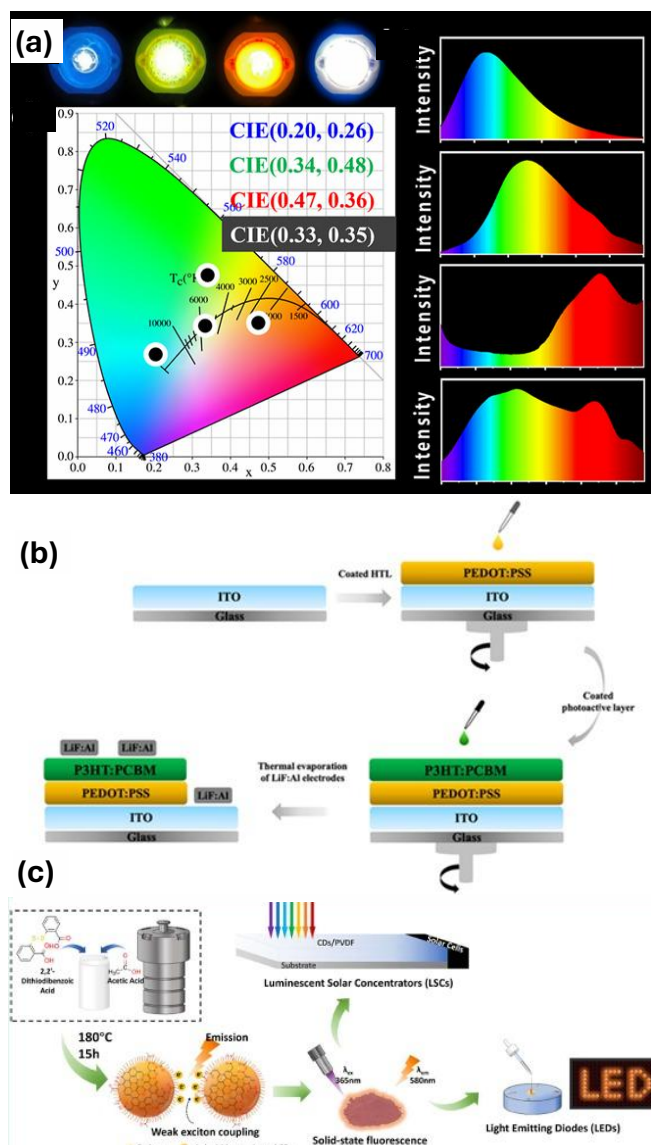 (a)
0.9
0.8
0.7
0.6
0.5
y
0.4
0.3
0.2
0.1
0.0
0.0 0.1 0.2 0.3 0.4 0.5 0.6 0.7 0.8
x
520
540
560
500
580
600
620
700
490
480
470
460
380
CIE(0.20, 0.26)
CIE(0.34, 0.48)
CIE(0.47, 0.36)
CIE(0.33, 0.35)
10000
6000
4000
3000
2500
1500
Intensity
Intensity
Intensity
Intensity
(b)
ITO
Glass
Coated HTL
PEDOT:PSS
ITO
Glass
Coated
photoactive layer
LiF:Al LiF:Al
P3HT:PCBM
PEDOT:PSS LiF:Al
ITO
Glass
Thermal evaporation
of LiF:Al electrodes
P3HT:PCBM
PEDOT:PSS
ITO
Glass
(c)
2,2'-
Dithiodibenzoic
Acid
Acetic Acid
180°C
15h
Emission
Weak exciton coupling
CDs/PVDF
Solar Cells
Substrate
Luminescent Solar Concentrators (LSCs)
λex
365nm
λem
580nm
Solid-state fluorescence
LED
Light Emitting Diodes (LEDs)